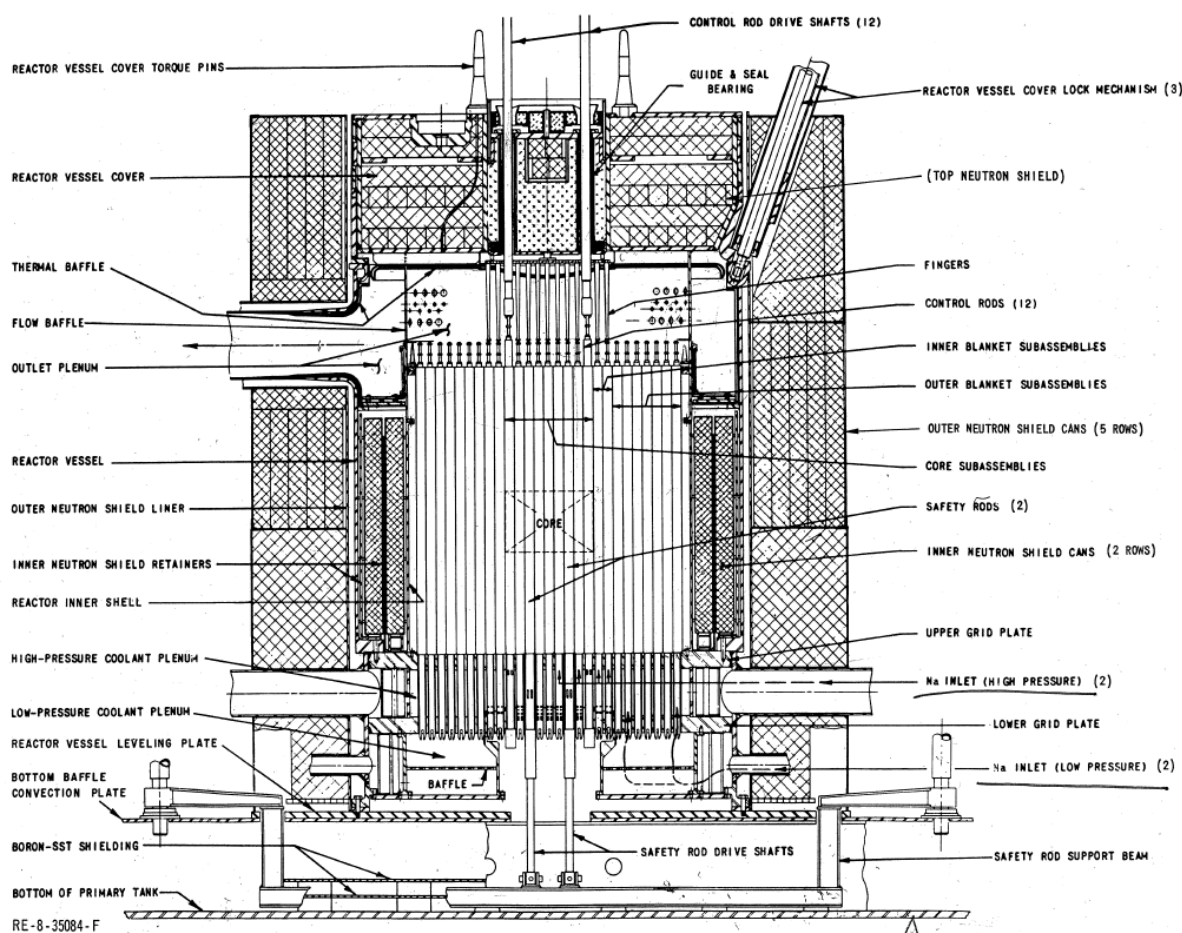 CONTROL ROD DRIVE SHAFTS (12)
REACTOR VESSEL COVER TORQUE PINS
GUIDE & SEAL
BEARING
REACTOR VESSEL COVER LOCK MECHANISM (3)
REACTOR VESSEL COVER
(TOP NEUTRON SHIELD)
THERMAL BAFFLE
FINGERS
CONTROL RODS (12)
FLOW BAFFLE
INNER BLANKET SUBASSEMBLIES
OUTLET PLENUM
OUTER BLANKET SUBASSEMBLIES
OUTER NEUTRON SHIELD CANS (5 ROWS)
REACTOR VESSEL
CORE SUBASSEMBLIES
OUTER NEUTRON SHIELD LINER
SAFETY RODS (2)
CORE
INNER NEUTRON SHIELD RETAINERS
INNER NEUTRON SHIELD CANS (2 ROWS)
REACTOR INNER SHELL
UPPER GRID PLATE
HIGH-PRESSURE COOLANT PLENUM
Na INLET (HIGH PRESSURE) (2)
LOW-PRESSURE COOLANT PLENUM
LOWER GRID PLATE
REACTOR VESSEL LEVELING PLATE
BAFFLE
Na INLET (LOW PRESSURE) (2)
BOTTOM BAFFLE
CONVECTION PLATE
BORON-SST SHIELDING
SAFETY ROD DRIVE SHAFTS
SAFETY ROD SUPPORT BEAM
BOTTOM OF PRIMARY TANK
RE-8-35084-F